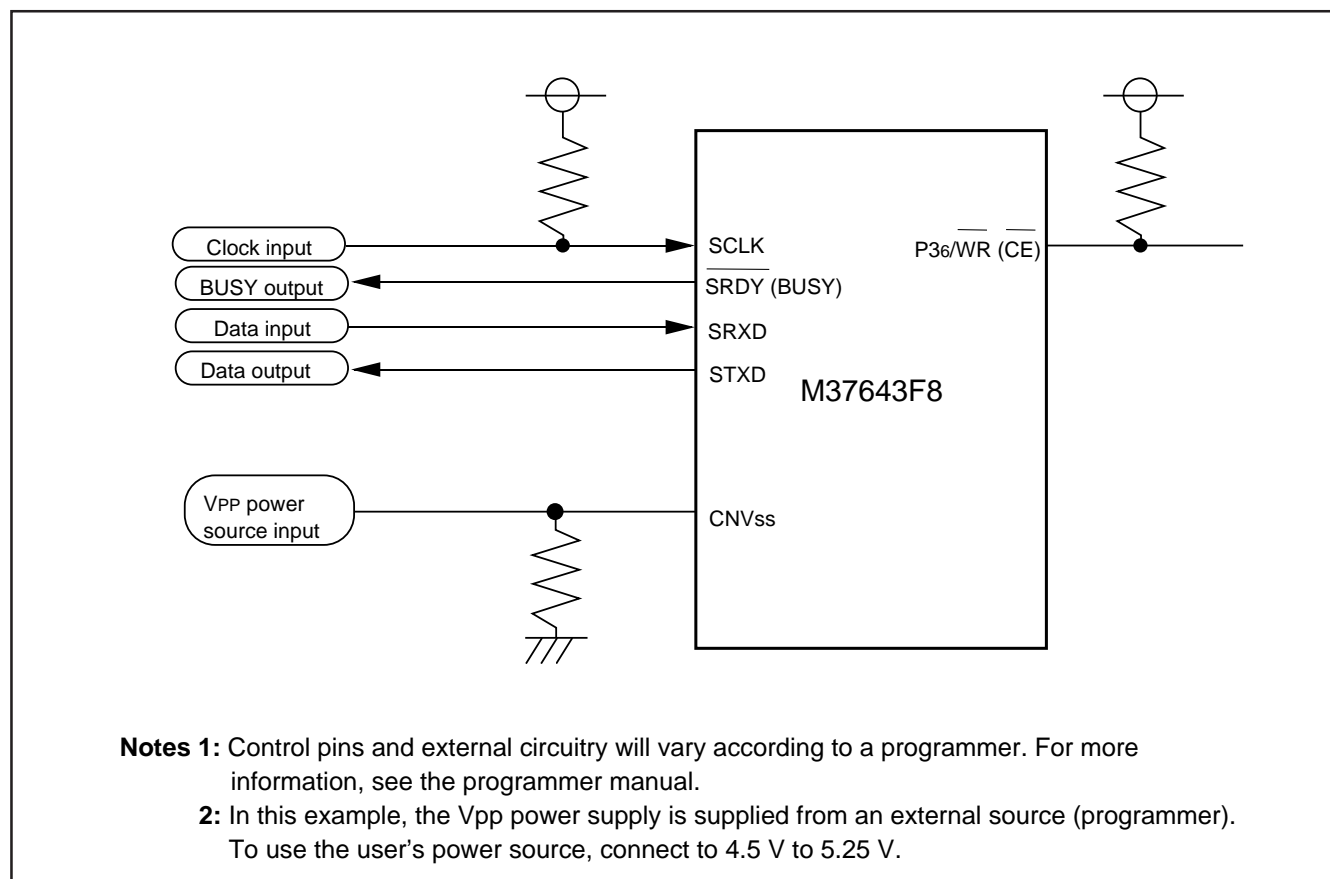 Clock input
SCLK
P36/WR (CE)
BUSY output
SRDY (BUSY)
Data input
SRXD
Data output
STXD
M37643F8
VPP power
source input
CNVss
Notes 1: Control pins and external circuitry will vary according to a programmer. For more
information, see the programmer manual.
2: In this example, the Vpp power supply is supplied from an external source (programmer).
To use the user’s power source, connect to 4.5 V to 5.25 V.